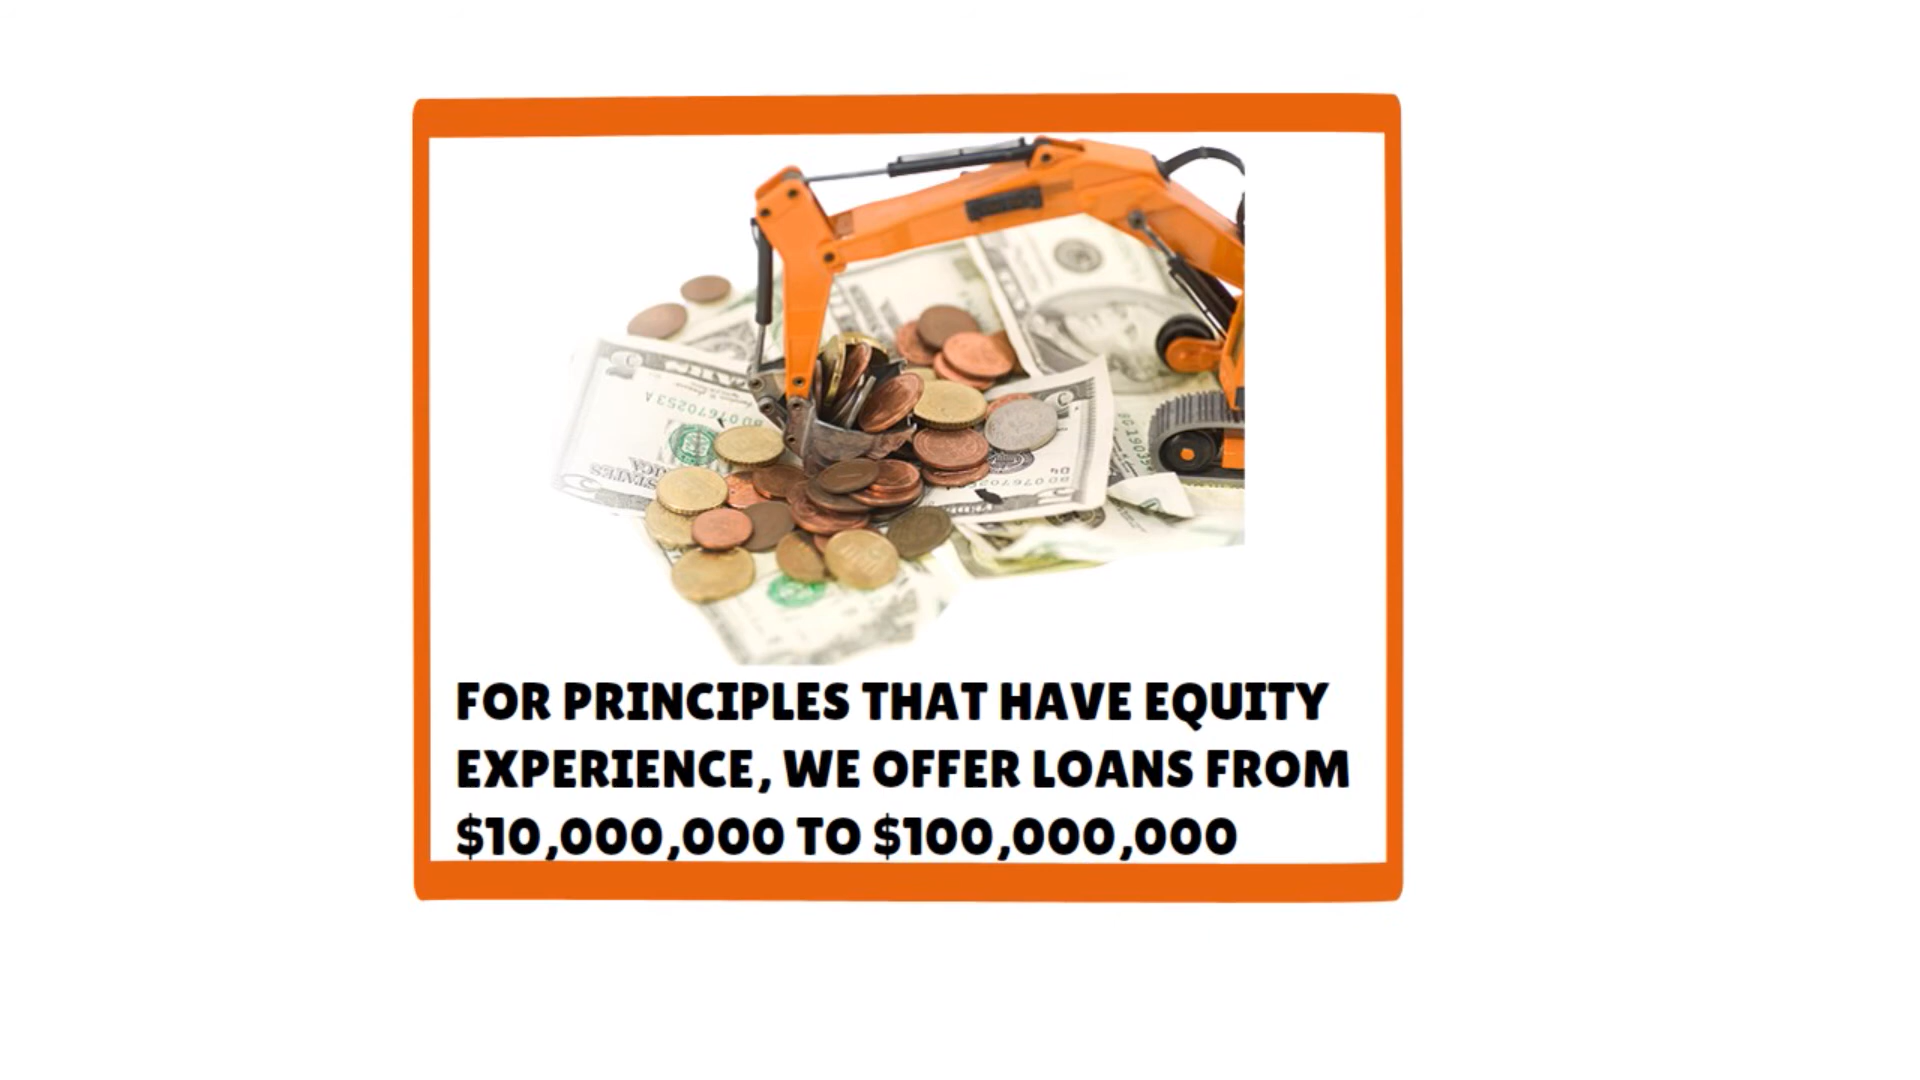 FOR PRINCIPLES THAT HAVE EQUITY
EXPERIENCE, WE OFFER LOANS FROM
$10,000,000 TO $100,000,000